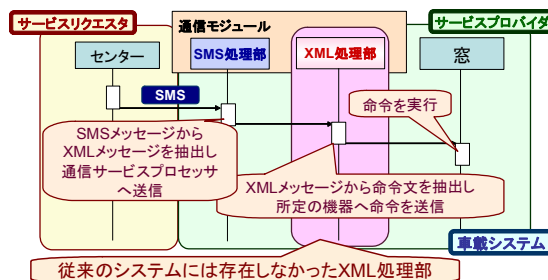 サービスリクエスタ
通信モジュール
サービスプロバイダ
センター
SMS処理部
XML処理部
窓
SMS
命令を実行
SMSメッセージから
XMLメッセージを抽出し
通信サービスプロセッサ
へ送信
XMLメッセージから命令文を抽出し
所定の機器へ命令を送信
車載システム
従来のシステムには存在しなかったXML処理部